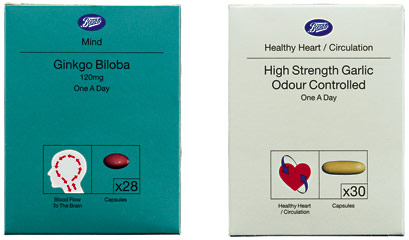 Boots
Mind
Ginkgo Biloba
120mg
One A Day
Blood Flow
To The Brain
x28
Capsules
Boots
Healthy Heart / Circulation
High Strength Garlic
Odour Controlled
One A Day
Healthy Heart
/ Circulation
x30
Capsules